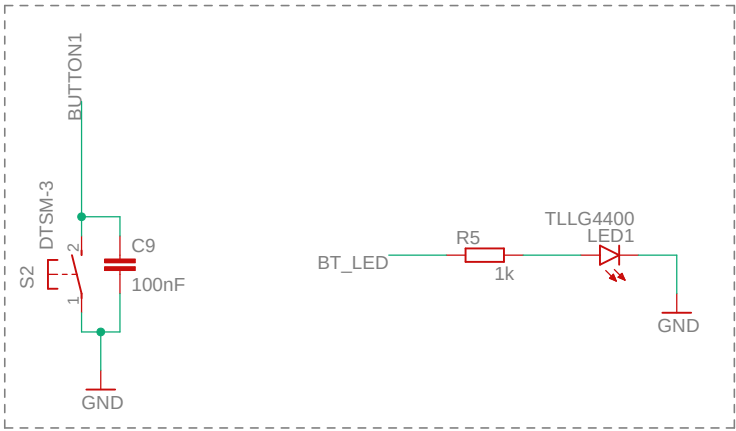 BUTTON1
DTSM-3
S2
2
1
C9
100nF
GND
BT_LED
R5
1k
TLLG4400
LED1
GND